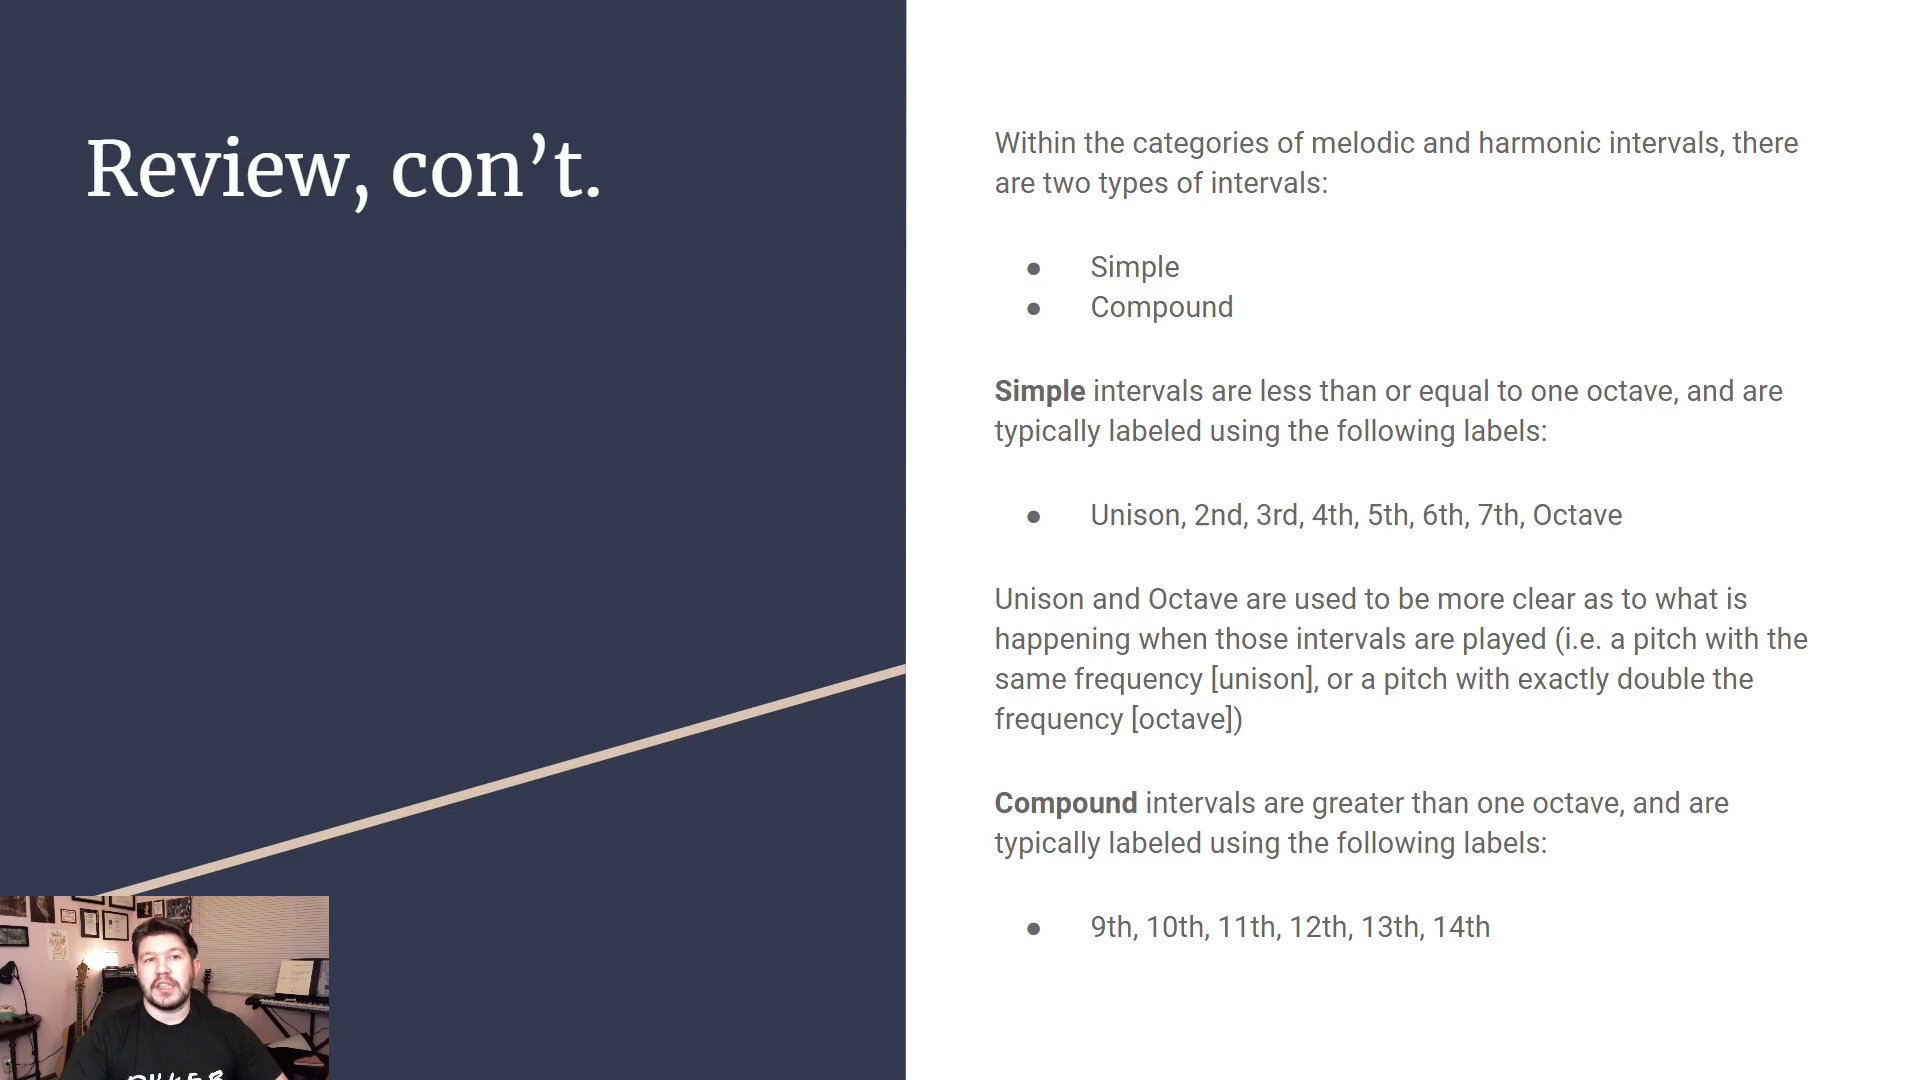 Review, con’t.
Within the categories of melodic and harmonic intervals, there
are two types of intervals:
● Simple
● Compound
Simple intervals are less than or equal to one octave, and are
typically labeled using the following labels:
● Unison, 2nd, 3rd, 4th, 5th, 6th, 7th, Octave
Unison and Octave are used to be more clear as to what is
happening when those intervals are played (i.e. a pitch with the
same frequency [unison], or a pitch with exactly double the
frequency [octave])
Compound intervals are greater than one octave, and are
typically labeled using the following labels:
● 9th, 10th, 11th, 12th, 13th, 14th